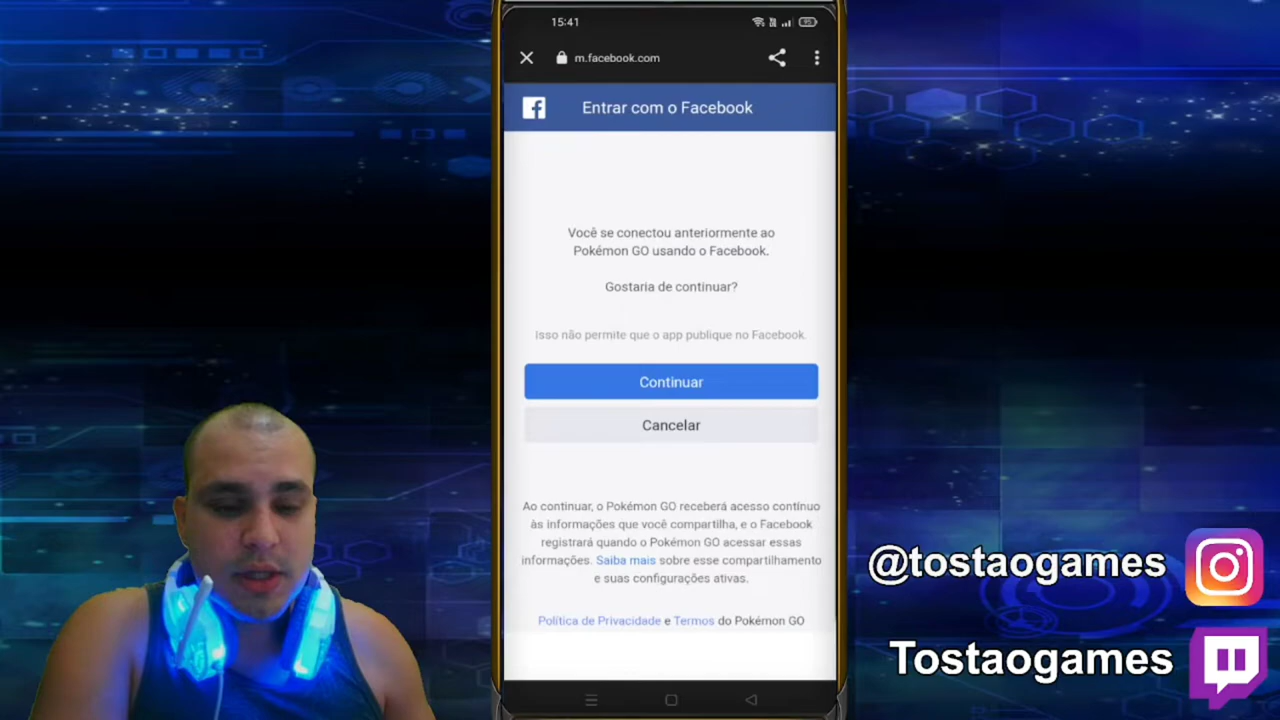 15:41
95
m.facebook.com
Entrar com o Facebook
Você se conectou anteriormente ao
Pokémon GO usando o Facebook.
Gostaria de continuar?
Isso não permite que o app publique no Facebook.
Continuar
Cancelar
Ao continuar, o Pokémon GO receberá acesso contínuo
às informações que você compartilha, e o Facebook
registrará quando o Pokémon GO acessar essas
informações. Saiba mais sobre esse compartilhamento
e suas configurações ativas.
Política de Privacidade e Termos do Pokémon GO
@tostaogames
Tostaogames